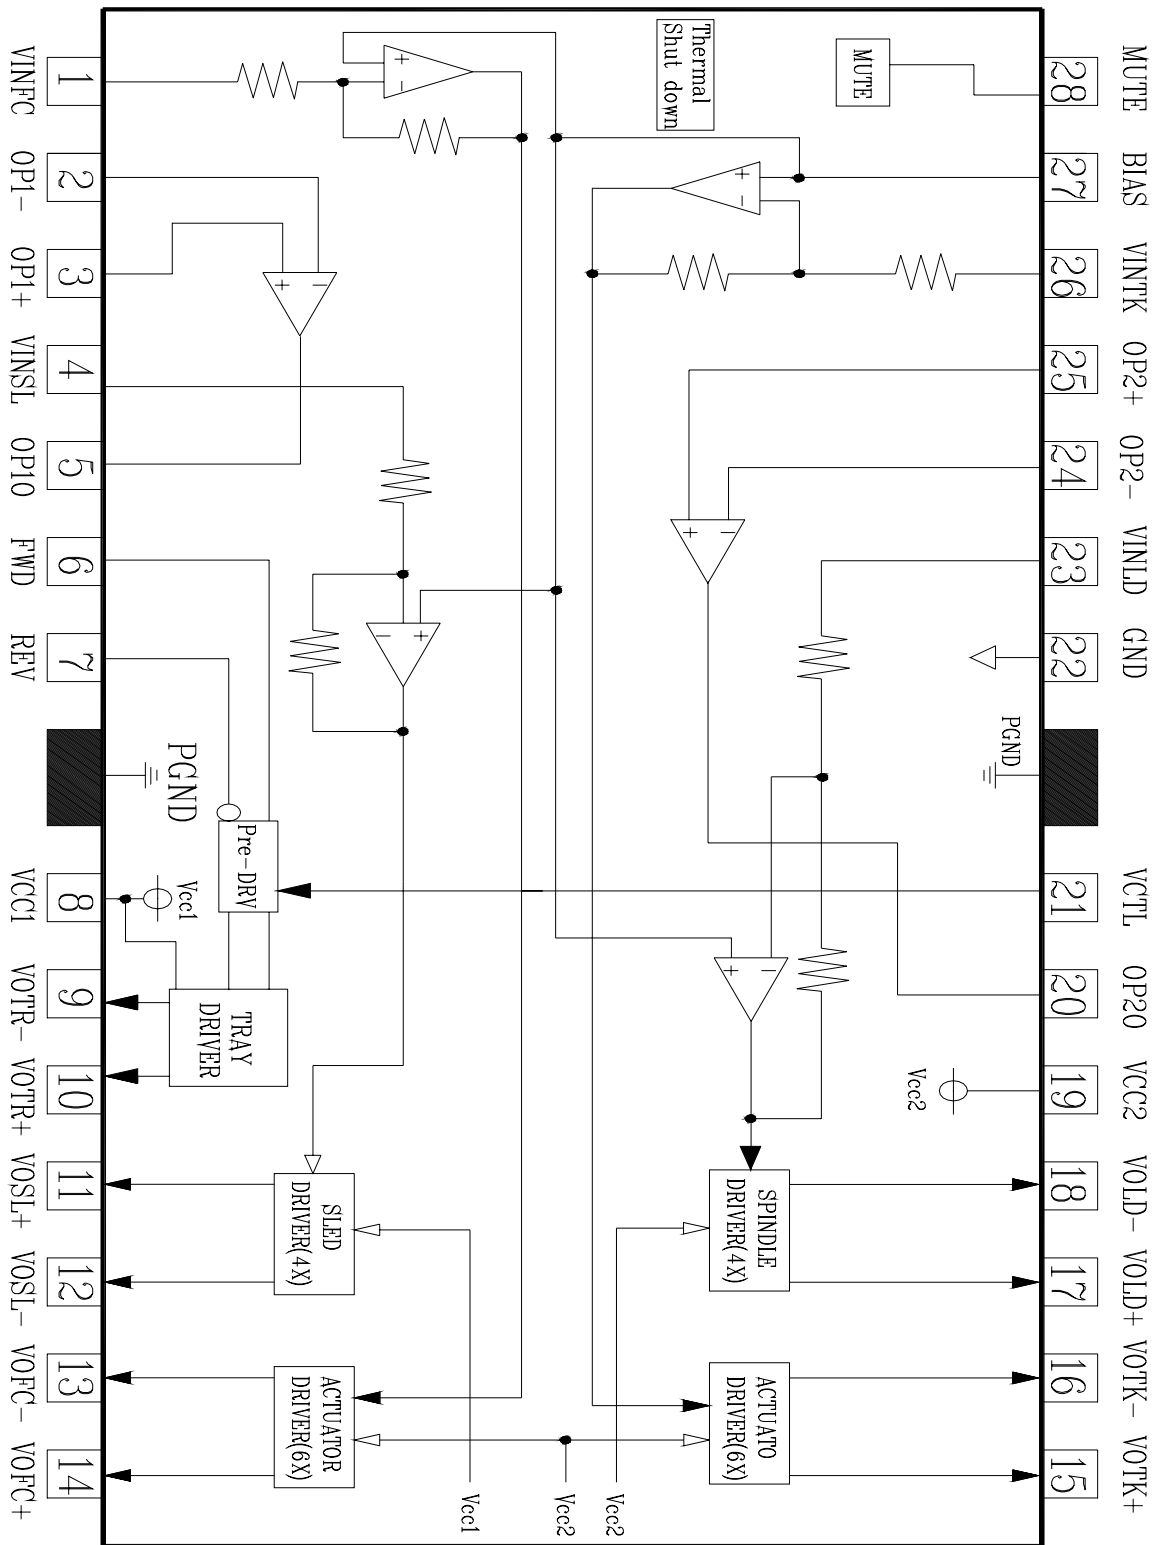 MUTE
BIAS
VINTK
OP2+
OP2-
VINLD
GND
VCTL
OP2O
VCC2
VOLD-
VOLD+
VOTK-
VOTK+
28
27
26
25
24
23
22
21
20
19
18
17
16
15
PGND
Vcc2
MUTE
Thermal
Shut down
+
-
+
-
+
-
SPINDLE
DRIVER(4X)
ACTUATO
DRIVER(6X)
Vcc2
Vcc2
Vcc1
+
-
+
-
+
-
SLED
DRIVER(4X)
ACTUATOR
DRIVER(6X)
Pre-DRV
TRAY
DRIVER
PGND
Vcc1
1
2
3
4
5
6
7
8
9
10
11
12
13
14
VINFC
OP1-
OP1+
VINSL
OP1O
FWD
REV
VCC1
VOTR-
VOTR+
VOSL+
VOSL-
VOFC-
VOFC+